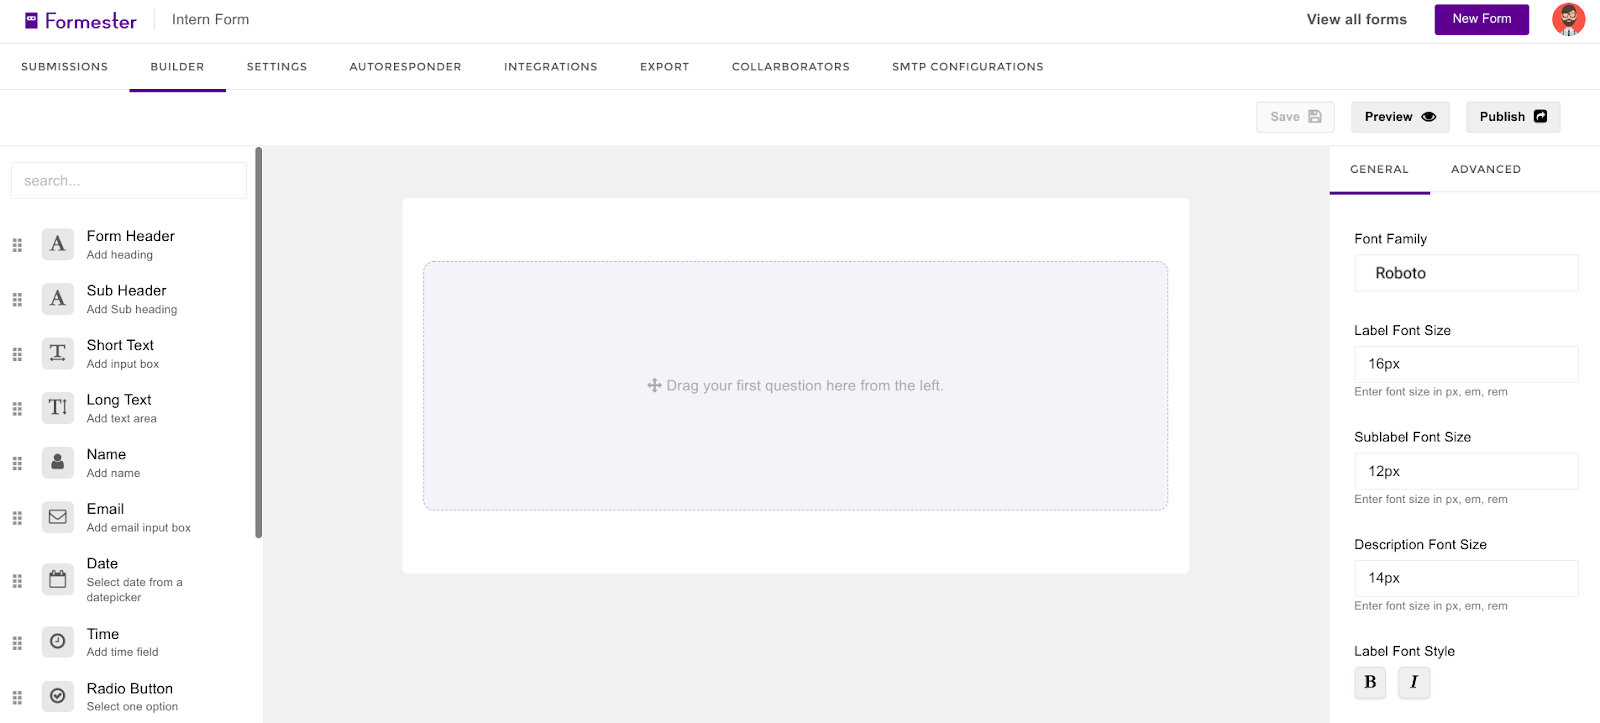 Formester
Intern Form
View all forms
New Form
SUBMISSIONS
BUILDER
SETTINGS
AUTORESPONDER
INTEGRATIONS
EXPORT
COLLARBORATORS
SMTP CONFIGURATIONS
Save
Preview
Publish
search...
Form Header
Add heading
Sub Header
Add Sub heading
Short Text
Add input box
Long Text
Add text area
Name
Add name
Email
Add email input box
Date
Select date from a
datepicker
Time
Add time field
Radio Button
Select one option
Drag your first question here from the left.
GENERAL
ADVANCED
Font Family
Roboto
Label Font Size
16px
Enter font size in px, em, rem
Sublabel Font Size
12px
Enter font size in px, em, rem
Description Font Size
14px
Enter font size in px, em, rem
Label Font Style
B
I